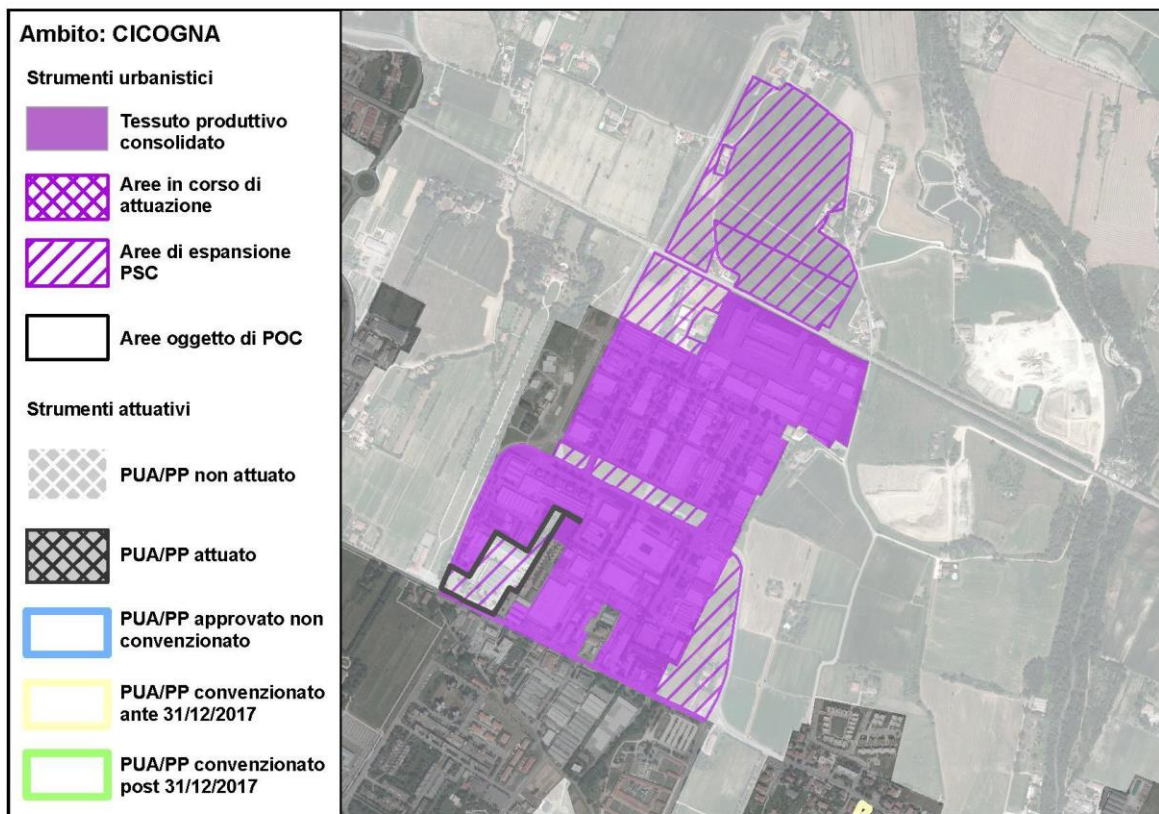 Ambito: CICOGNA
Strumenti urbanistici
Tessuto produttivo
consolidato
Aree in corso di
attuazione
Aree di espansione
PSC
Aree oggetto di POC
Strumenti attuativi
PUA/PP non attuato
PUA/PP attuato
PUA/PP approvato non
convenzionato
PUA/PP convenzionato
ante 31/12/2017
PUA/PP convenzionato
post 31/12/2017